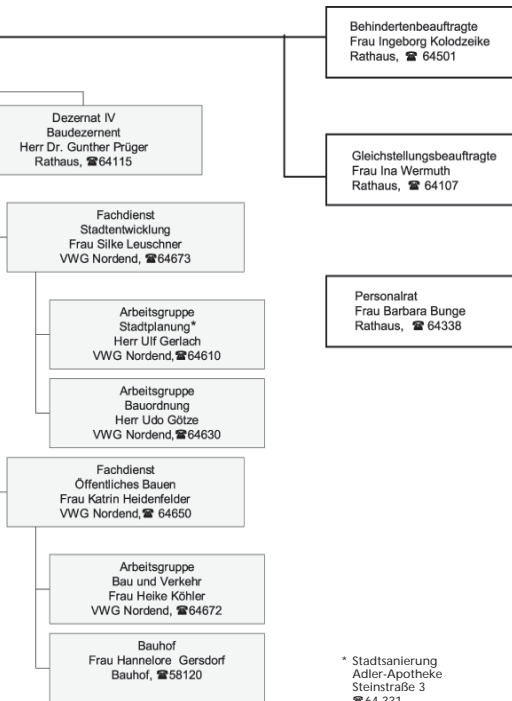 Behindertenbeauftragte
Frau Ingeborg Kolodzeike
Rathaus, ☎ 64501
Dezernat IV
Baudezernent
Herr Dr. Gunther Prüger
Rathaus, ☎64115
Gleichstellungsbeauftragte
Frau Ina Wermuth
Rathaus, ☎ 64107
Fachdienst
Stadtentwicklung
Frau Silke Leuschner
VWG Nordend, ☎64673
Personalrat
Frau Barbara Bunge
Rathaus, ☎ 64338
Arbeitsgruppe
Stadtplanung*
Herr Ulf Gerlach
VWG Nordend,☎64610
Arbeitsgruppe
Bauordnung
Herr Udo Götze
VWG Nordend,☎64630
Fachdienst
Öffentliches Bauen
Frau Katrin Heidenfelder
VWG Nordend,☎ 64650
Arbeitsgruppe
Bau und Verkehr
Frau Heike Köhler
VWG Nordend, ☎64672
Bauhof
Frau Hannelore Gersdorf
Bauhof, ☎58120
* Stadtsanierung
Adler-Apotheke
Steinstraße 3
☎64 331